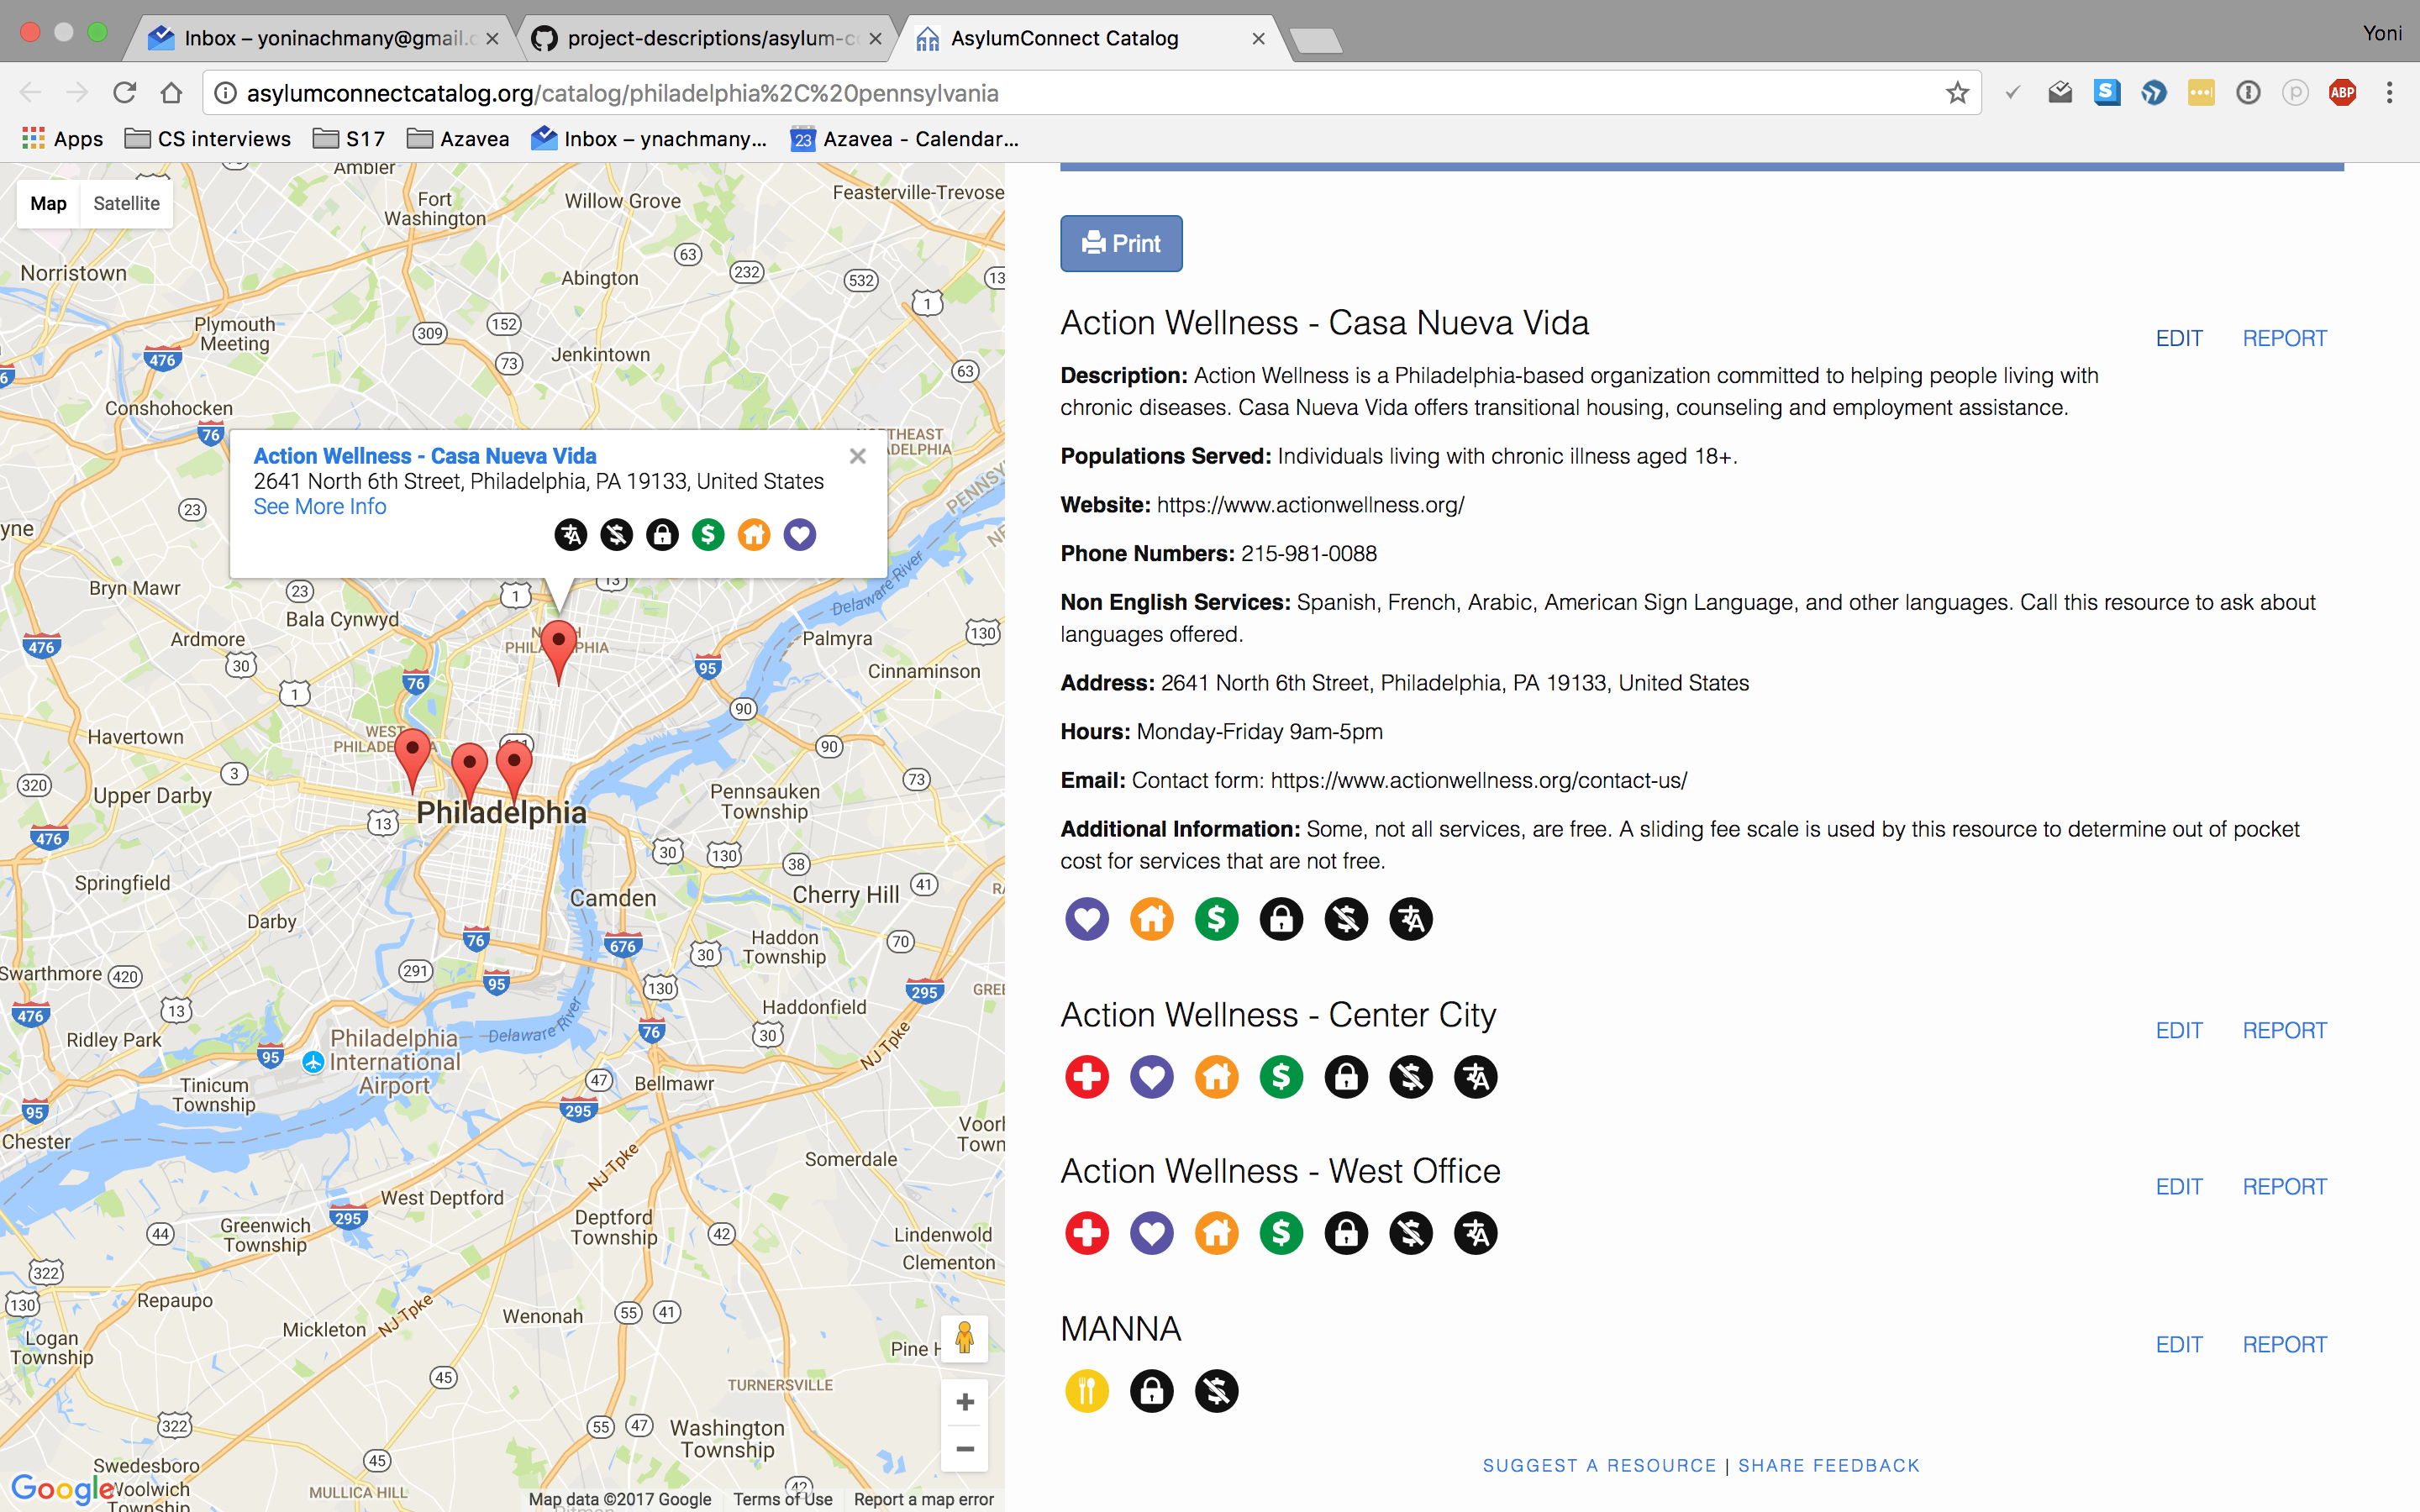 Inbox – yoninachmany@gmail.c
project-descriptions/asylum-c
AsylumConnect Catalog
Yoni
asylumconnectcatalog.org/catalog/philadelphia%2C%20pennsylvania
Apps
CS interviews
S17
Azavea
Inbox – ynachmany...
23
Azavea - Calendar...
Map
Satellite
Ambler
Fort
Washington
Willow Grove
Feasterville-Trevose
Norristown
Abington
Plymouth
Meeting
Jenkintown
Conshohocken
Action Wellness - Casa Nueva Vida
2641 North 6th Street, Philadelphia, PA 19133, United States
See More Info
Bryn Mawr
Bala Cynwyd
Ardmore
Delaware River
Palmyra
Cinnaminson
Havertown
Upper Darby
Philadelphia
Pennsauken
Township
Springfield
Darby
Camden
Cherry Hill
Haddon
Township
Swarthmore
Haddonfield
Ridley Park
Philadelphia
International
Airport
Delaware River
NJ Tpke
Tinicum
Township
Bellmawr
Chester
Somerdale
NJ Tpke
West Deptford
Greenwich
Township
Deptford
Township
Lindenwold
Clementon
Repaupo
Mickleton
NJ Tpke
Wenonah
Logan
Township
TURNERSVILLE
Washington
Township
Swedesboro
Woolwich
Township
MULLICA HILL
Google
Map data ©2017 Google
Terms of Use
Report a map error
Print
Action Wellness - Casa Nueva Vida
EDIT
REPORT
Description: Action Wellness is a Philadelphia-based organization committed to helping people living with
chronic diseases. Casa Nueva Vida offers transitional housing, counseling and employment assistance.
Populations Served: Individuals living with chronic illness aged 18+.
Website: https://www.actionwellness.org/
Phone Numbers: 215-981-0088
Non English Services: Spanish, French, Arabic, American Sign Language, and other languages. Call this resource to ask about
languages offered.
Address: 2641 North 6th Street, Philadelphia, PA 19133, United States
Hours: Monday-Friday 9am-5pm
Email: Contact form: https://www.actionwellness.org/contact-us/
Additional Information: Some, not all services, are free. A sliding fee scale is used by this resource to determine out of pocket
cost for services that are not free.
Action Wellness - Center City
EDIT
REPORT
Action Wellness - West Office
EDIT
REPORT
MANNA
EDIT
REPORT
SUGGEST A RESOURCE | SHARE FEEDBACK